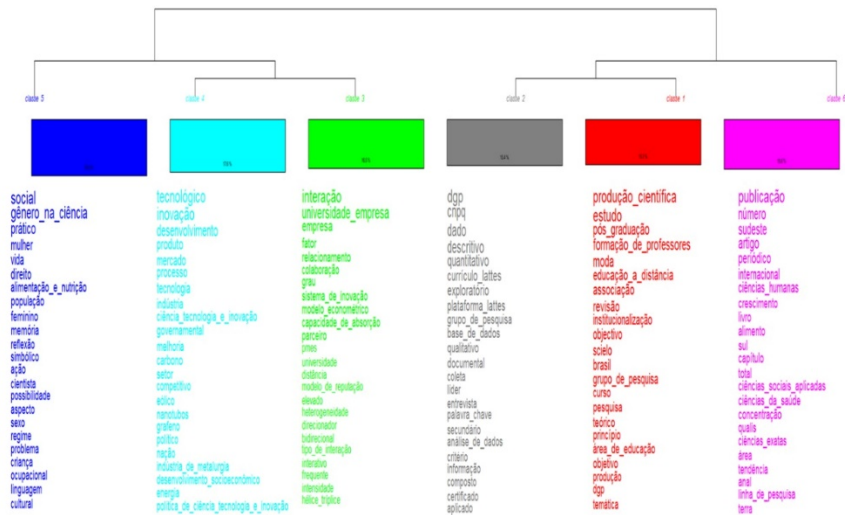 classe 5
classe 4
classe 3
classe 2
classe 1
classe 6
social
gênero_na_ciência
prático
mulher
vida
direito
alimentação_e_nutrição
população
feminino
memória
reflexão
simbólico
ação
cientista
possibilidade
aspecto
sexo
regime
problema
criança
ocupacional
linguagem
cultural
tecnológico
inovação
desenvolvimento
produto
mercado
processo
tecnologia
indústria
ciência_tecnologia_e_inovação
governamental
melhoria
carbono
setor
competitivo
eólico
nanotubos
grafeno
político
nação
industria_de_metalurgia
desenvolvimento_socioeconômico
energia
política_de_ciência_tecnologia_e_inovação
interação
universidade_empresa
empresa
fator
relacionamento
colaboração
grau
sistema_de_inovação
modelo_econométrico
capacidade_de_absorção
parceiro
pmes
universidade
distância
modelo_de_reputação
elevado
heterogeneidade
direcionador
bidirecional
tipo_de_interação
interativo
frequente
intensidade
hélice_tríplice
dgp
cnpq
dado
descritivo
quantitativo
currículo_lattes
exploratório
plataforma_lattes
grupo_de_pesquisa
base_de_dados
qualitativo
documental
coleta
líder
entrevista
palavra_chave
secundário
análise_de_dados
critério
informação
composto
certificado
aplicado
produção_científica
estudo
pós_graduação
formação_de_professores
moda
educação_a_distância
associação
revisão
institucionalização
objectivo
scielo
brasil
grupo_de_pesquisa
curso
pesquisa
teórico
princípio
área_de_educação
objetivo
produção
dgp
temática
publicação
número
sudeste
artigo
periódico
internacional
ciências_humanas
crescimento
livro
alimento
sul
capítulo
total
ciências_sociais_aplicadas
ciências_da_saúde
concentração
qualis
ciências_exatas
área
tendência
anal
linha_de_pesquisa
terra